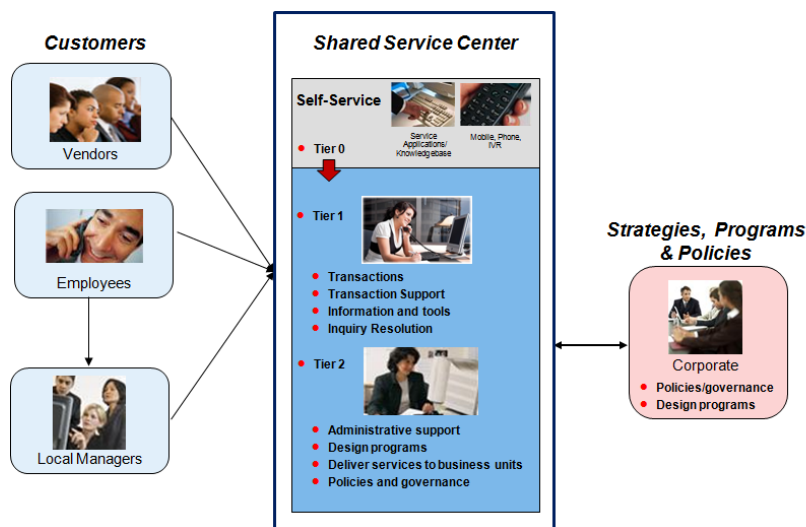 Customers
Vendors
Employees
Local Managers
Shared Service Center
Self-Service
Service
Applications/
Knowledgebase
Mobile, Phone,
IVR
Tier 0
Tier 1
Transactions
Transaction Support
Information and tools
Inquiry Resolution
Tier 2
Administrative support
Design programs
Deliver services to business units
Policies and governance
Strategies, Programs
& Policies
Corporate
Policies/governance
Design programs